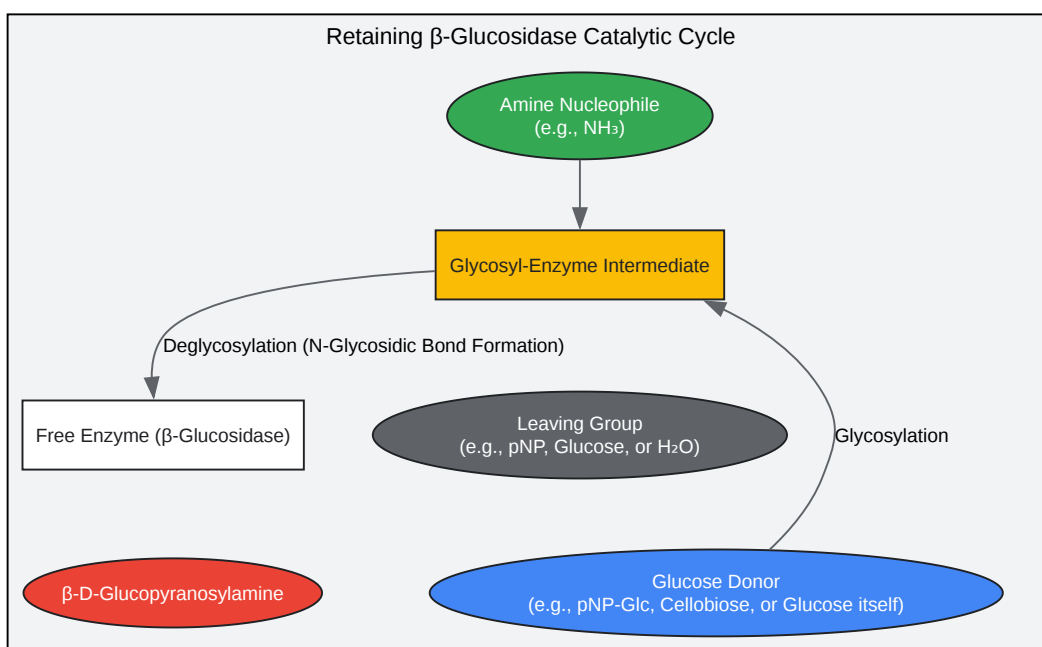 Retaining β-Glucosidase Catalytic Cycle
Amine Nucleophile
(e.g., NH₃)
Glycosyl-Enzyme Intermediate
Deglycosylation (N-Glycosidic Bond Formation)
Free Enzyme (β-Glucosidase)
Leaving Group
(e.g., pNP, Glucose, or H₂O)
Glycosylation
β-D-Glucopyranosylamine
Glucose Donor
(e.g., pNP-Glc, Cellobiose, or Glucose itself)